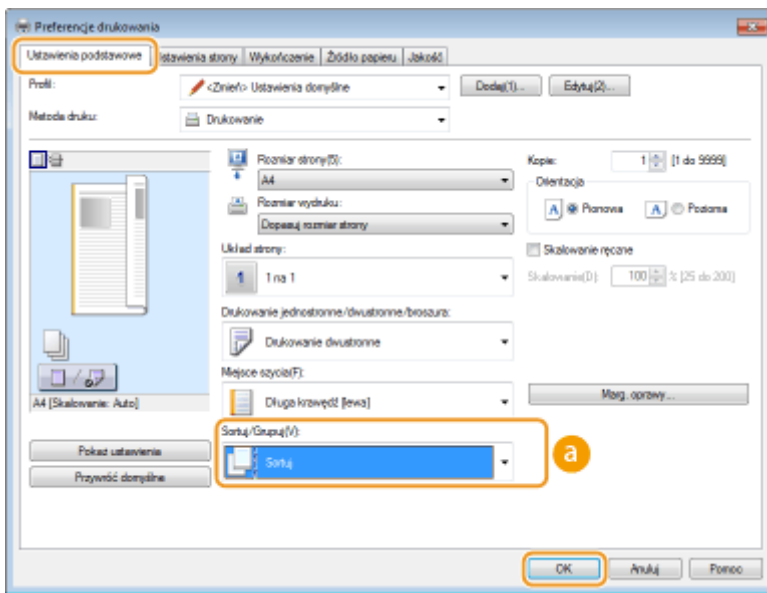 Preferencje drukowania
Ustawienia podstawowe Ustawienia strony Wykończenie Źródło papieru Jakość
Profil: <Zmień> Ustawienia domyślne Dodaj(1)... Edytuj(2)...
Metoda druku: Drukowanie
Rozmiar strony(5): Kopie: 1 [1 do 9999]
A4 Orientacja
Rozmiar wydruku: A Pionowa A Pozioma
Dopasuj rozmiar strony
Układ strony: Skalowanie ręczne
1 1 na 1 Skalowanie(D): 100 % [25 do 200]
Drukowanie jednostronne/dwustronne/broszura:
Drukowanie dwustronne
Miejsce szycia(F):
A4 [Skalowanie: Auto] Długa krawędź [lewa] Marg. oprawy...
Sortuj/Grupuj(V):
Pokaż ustawienia Sortuj a
Przywróć domyślne
OK Anuluj Pomoc